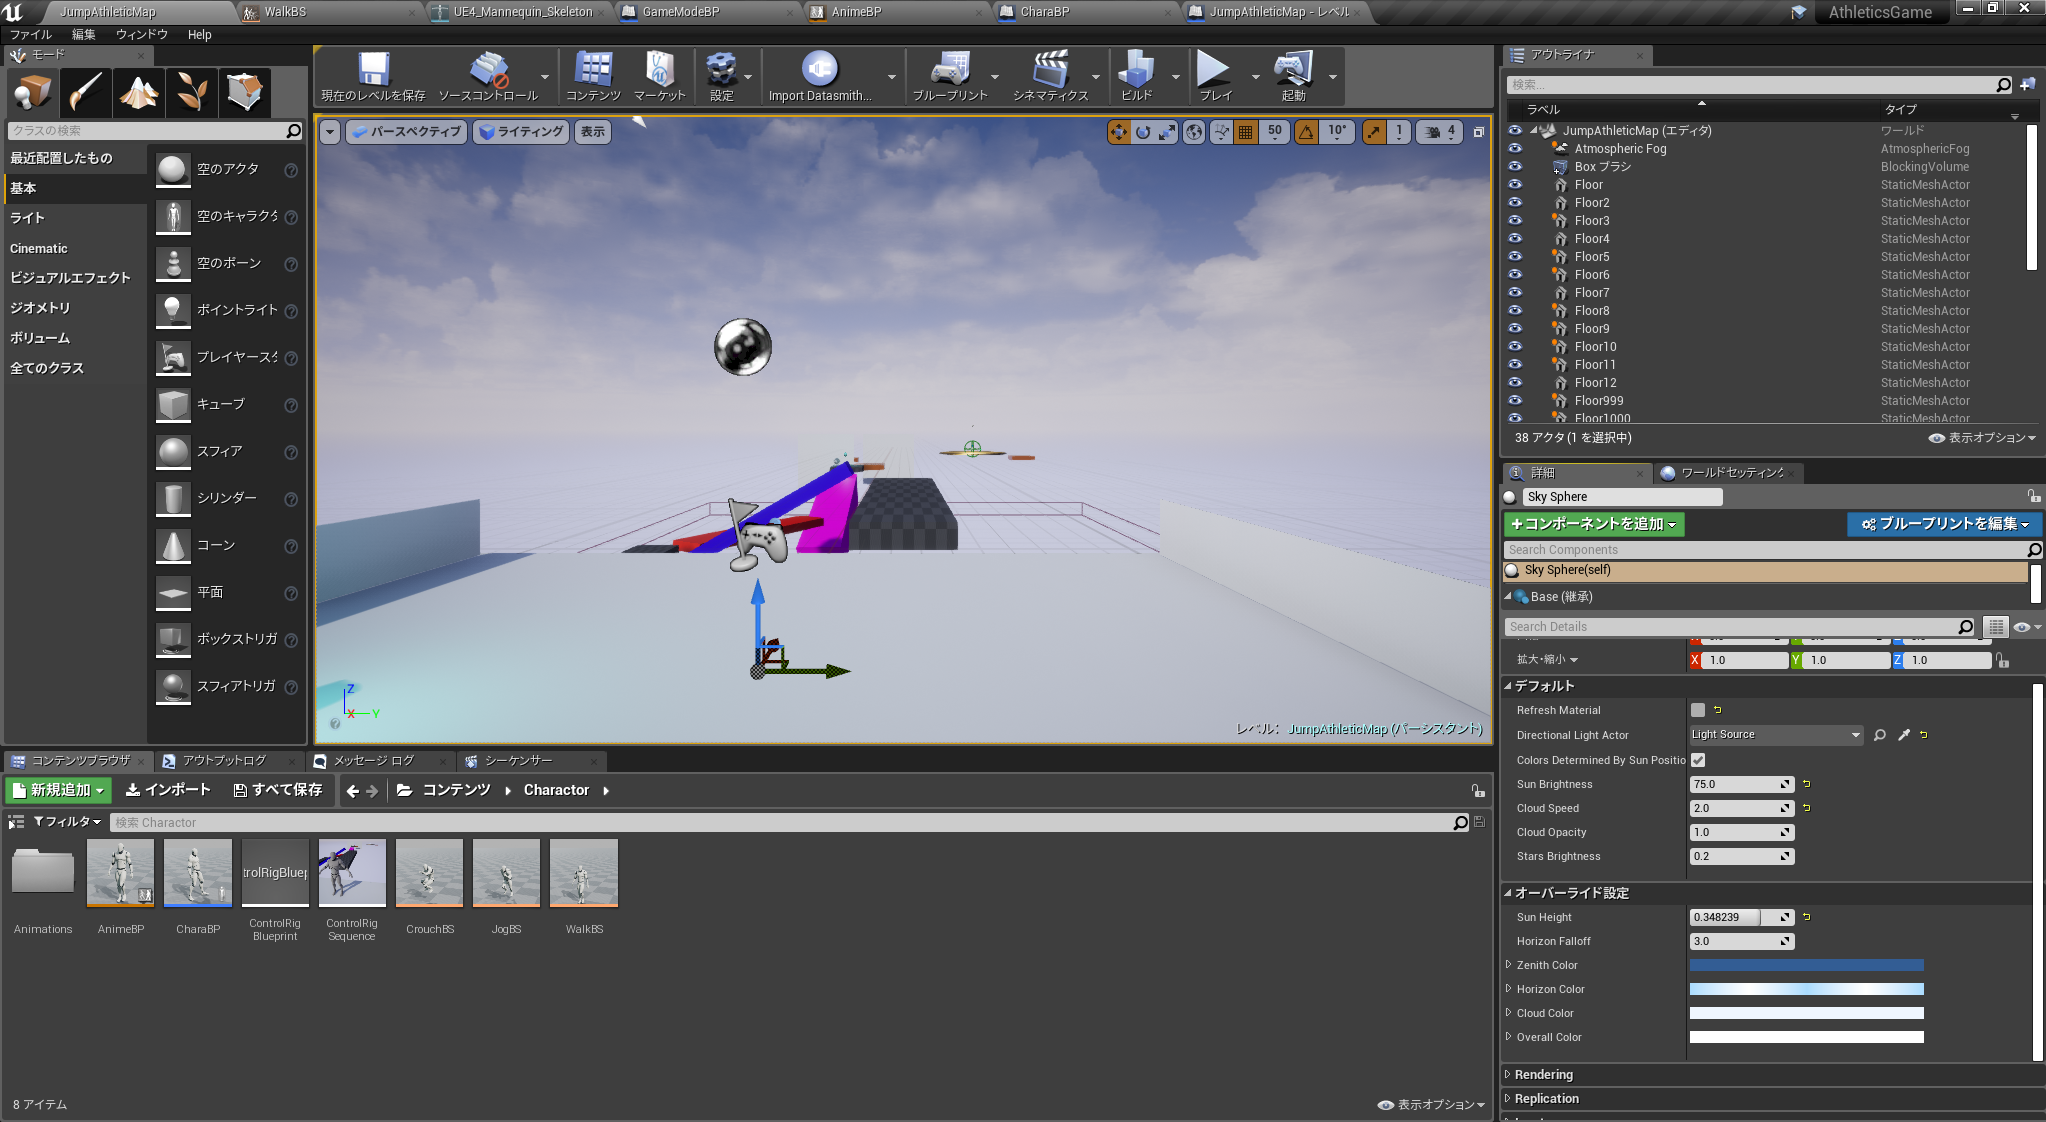 JumpAthleticMap
WalkBS
UE4_Mannequin_Skeleton
GameModeBP
AnimeBP
CharaBP
JumpAthleticMap - レベル
AthleticsGame
ファイル
編集
ウィンドウ
Help
モード
クラスの検索
最近配置したもの
基本
ライト
Cinematic
ビジュアルエフェクト
ジオメトリ
ボリューム
全てのクラス
空のアクタ
空のキャラクタ
空のポーン
ポイントライト
プレイヤースタ
キューブ
スフィア
シリンダー
コーン
平面
ボックストリガ
スフィアトリガ
現在のレベルを保存
ソースコントロール
コンテンツ
マーケット
設定
Import Datasmith...
ブループリント
シネマティクス
ビルド
プレイ
起動
パースペクティブ
ライティング
表示
50
10°
1
4
Z
X
Y
レベル: JumpAthleticMap (パーシスタント)
アウトライナ
検索...
ラベル
タイプ
JumpAthleticMap (エディタ)
ワールド
Atmospheric Fog
AtmosphericFog
Box ブラシ
BlockingVolume
Floor
StaticMeshActor
Floor2
StaticMeshActor
Floor3
StaticMeshActor
Floor4
StaticMeshActor
Floor5
StaticMeshActor
Floor6
StaticMeshActor
Floor7
StaticMeshActor
Floor8
StaticMeshActor
Floor9
StaticMeshActor
Floor10
StaticMeshActor
Floor11
StaticMeshActor
Floor12
StaticMeshActor
Floor999
StaticMeshActor
Floor1000
StaticMeshActor
38 アクタ (1 を選択中)
表示オプション
詳細
ワールドセッティング
Sky Sphere
+コンポーネントを追加
ブループリントを編集
Search Components
Sky Sphere(self)
Base (継承)
Search Details
拡大・縮小
X 1.0
Y 1.0
Z 1.0
デフォルト
Refresh Material
Directional Light Actor
Light Source
Colors Determined By Sun Positio
Sun Brightness
75.0
Cloud Speed
2.0
Cloud Opacity
1.0
Stars Brightness
0.2
オーバーライド設定
Sun Height
0.348239
Horizon Falloff
3.0
Zenith Color
Horizon Color
Cloud Color
Overall Color
Rendering
Replication
コンテンツブラウザ
アウトプットログ
メッセージ ログ
シーケンサー
新規追加
インポート
すべて保存
コンテンツ
Charactor
フィルタ
検索 Charactor
trolRigBluep
Animations
AnimeBP
CharaBP
ControlRig
Blueprint
ControlRig
Sequence
CrouchBS
JogBS
WalkBS
8 アイテム
表示オプション